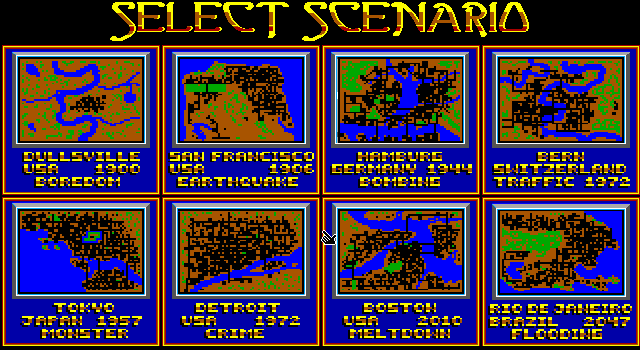 SELECT SCENARIO
DULLSVILLE
USA 1900
BOREDOM
SAN FRANCISCO
USA 1906
EARTHQUAKE
HAMBURG
GERMANY 1944
BOMBING
BERN
SWITZERLAND
TRAFFIC 1972
TOKYO
JAPAN 1957
MONSTER
DETROIT
USA 1972
CRIME
BOSTON
USA 2010
MELTDOWN
RIO DE JANEIRO
BRAZIL 2047
FLOODING